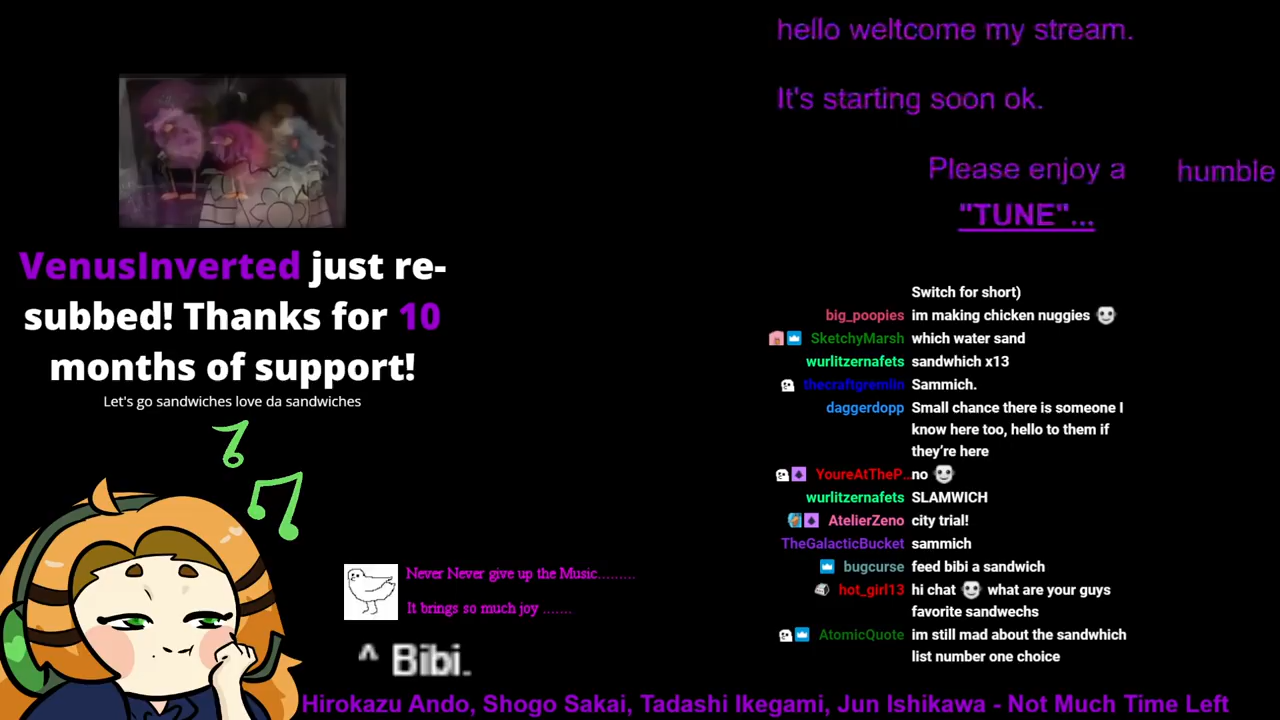 hello weltcome my stream.
It's starting soon ok.
Please enjoy a humble
"TUNE"...
VenusInverted just re-
subbed! Thanks for 10
months of support!
Let's go sandwiches love da sandwiches
Switch for short)
big_poopies im making chicken nuggies
SketchyMarsh which water sand
wurlitzernafets sandwhich x13
thecraftgremlin Sammich.
daggerdopp Small chance there is someone I
know here too, hello to them if
they're here
YoureAtTheP... no
wurlitzernafets SLAMWICH
AtelierZeno city trial!
TheGalacticBucket sammich
bugcurse feed bibi a sandwich
hot_girl13 hi chat what are your guys
favorite sandwechs
AtomicQuote im still mad about the sandwhich
list number one choice
Never Never give up the Music.........
It brings so much joy .......
^ Bibi.
Hirokazu Ando, Shogo Sakai, Tadashi Ikegami, Jun Ishikawa - Not Much Time Left